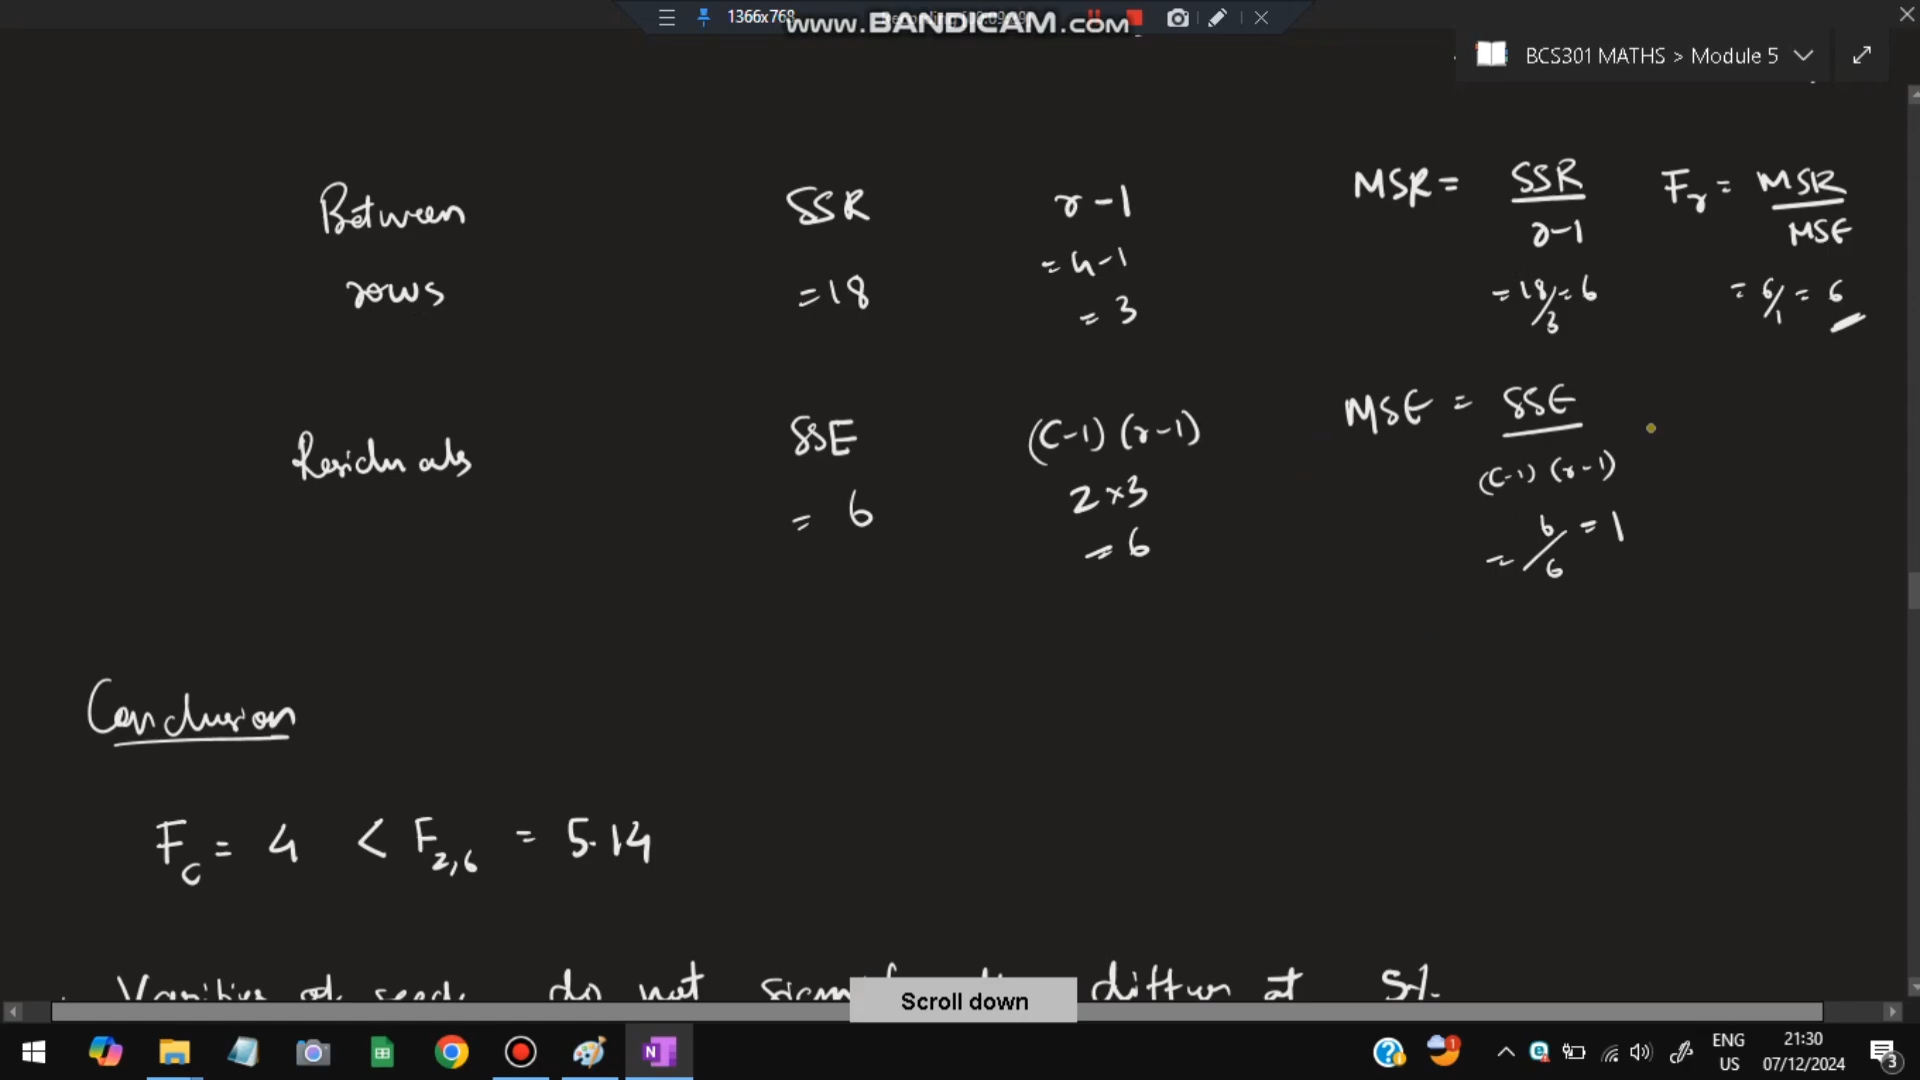 1366x768
www.BANDICAM.com
BCS301 MATHS > Module 5
Between rows
SSR = 18
r-1 = 4-1 = 3
MSR = SSR / r-1 = 18/3 = 6
Fr = MSR / MSE = 6/1 = 6
Residuals
SSE = 6
(C-1) (r-1) 2×3 = 6
MSE = SSE / (C-1) (r-1) = 6/6 = 1
Conclusion
Fc = 4 < F2,6 = 5.14
do not differ at 5%.
Scroll down
ENG US
21:30
07/12/2024
3